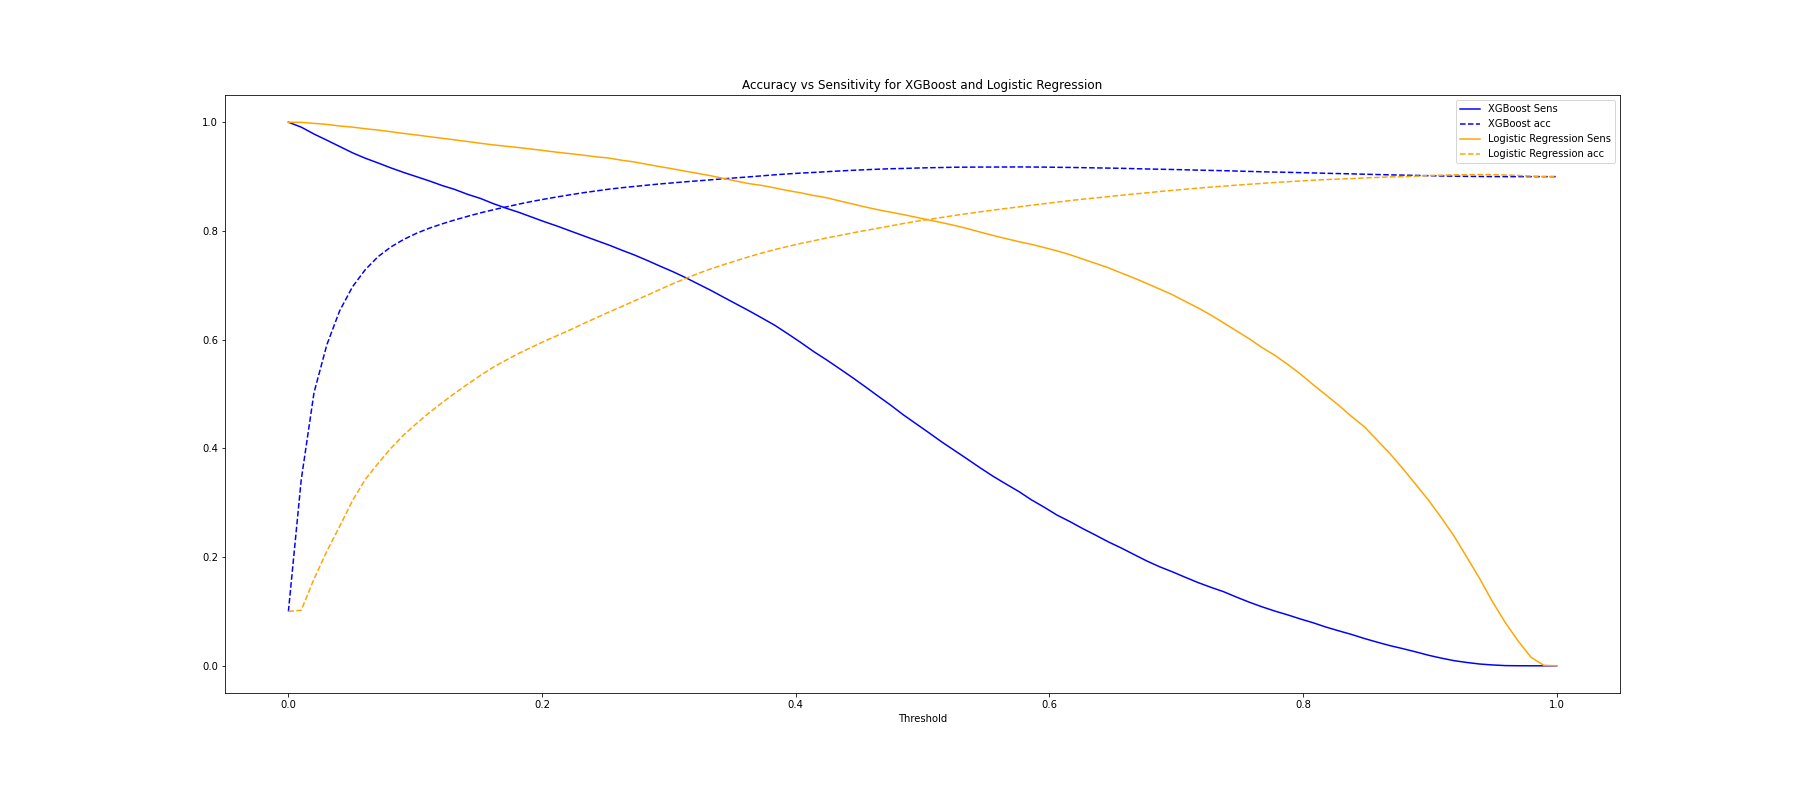 Accuracy vs Sensitivity for XGBoost and Logistic Regression
XGBoost Sens
XGBoost acc
Logistic Regression Sens
Logistic Regression acc
1.0
0.8
0.6
0.4
0.2
0.0
0.0 0.2 0.4 0.6 0.8 1.0
Threshold